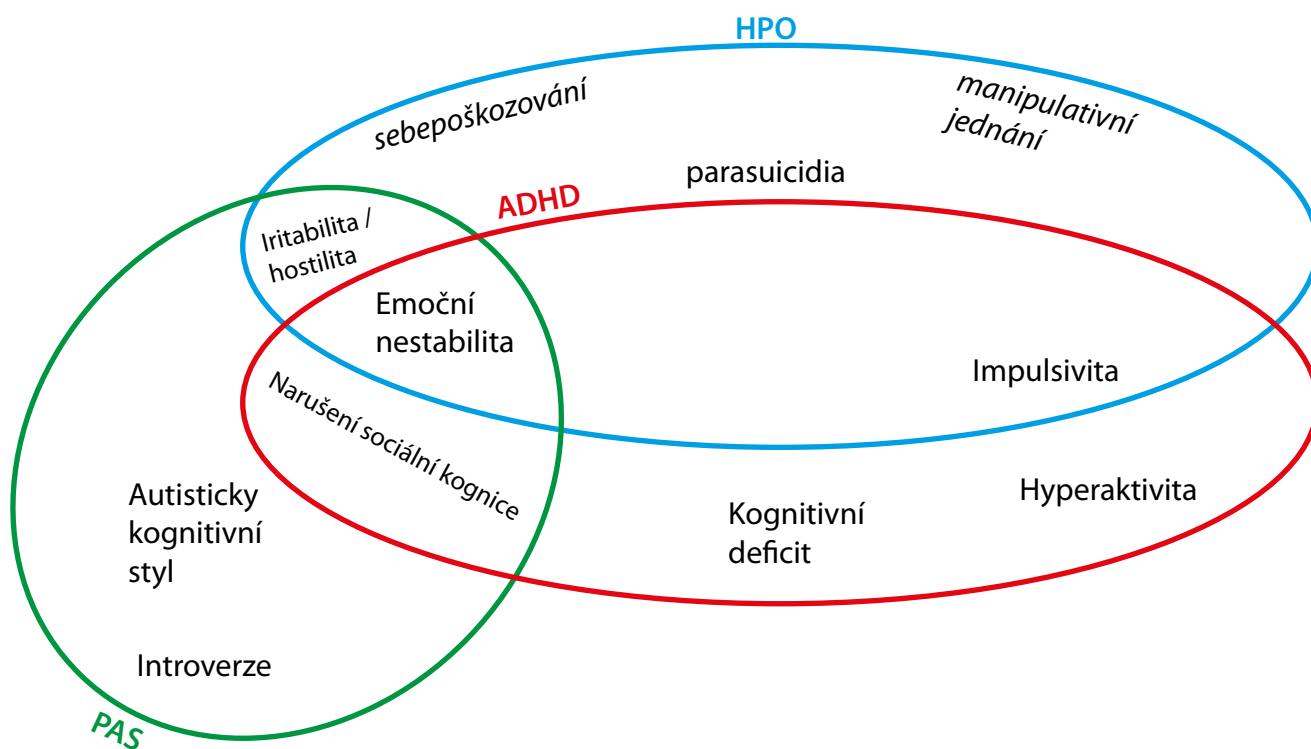 HPO
sebepoškozování
manipulativní
jednání
parasuicidia
ADHD
Iritabilita /
hostilita
Emoční
nestabilita
Impulsivita
Narušení sociální kognice
Autisticky
kognitivní
styl
Kognitivní
deficit
Hyperaktivita
Introverze
PAS